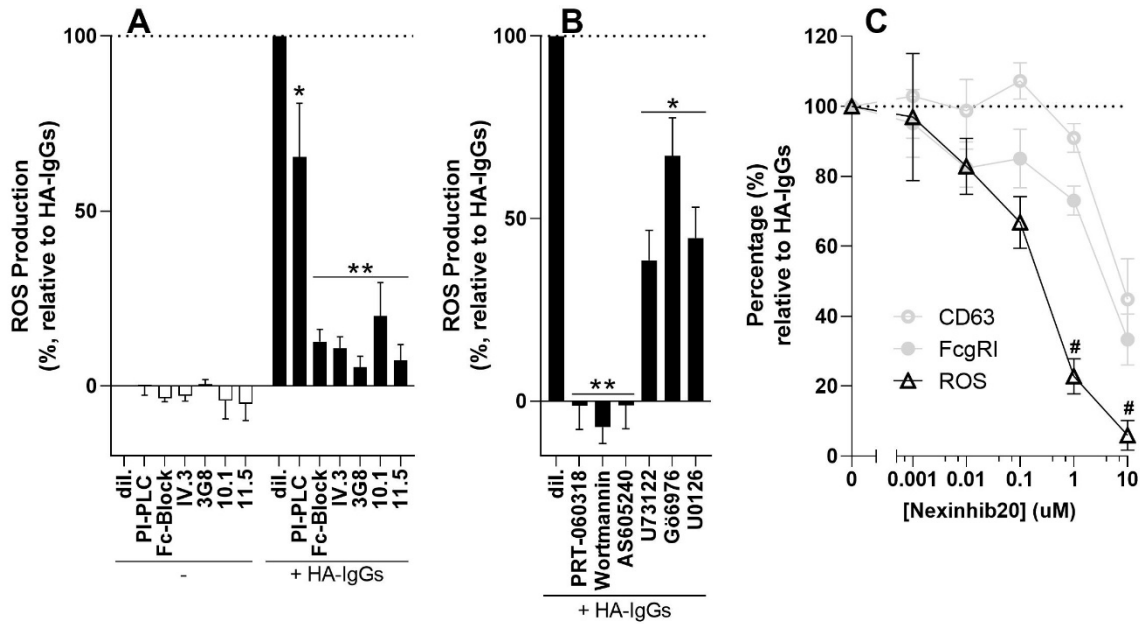 A
ROS Production
(%, relative to HA-IgGs)
100
50
0
*
**
dil.
PI-PLC
Fc-Block
IV.3
3G8
10.1
11.5
dil.
PI-PLC
Fc-Block
IV.3
3G8
10.1
11.5
-
+ HA-IgGs
B
ROS Production
(%, relative to HA-IgGs)
100
50
0
**
*
dil.
PRT-060318
Wortmannin
AS605240
U73122
Gö6976
U0126
+ HA-IgGs
C
Percentage (%)
relative to HA-IgGs
120
100
80
60
40
20
0
CD63
FcgRI
ROS
#
#
0
0.001
0.01
0.1
1
10
[Nexinhib20] (uM)